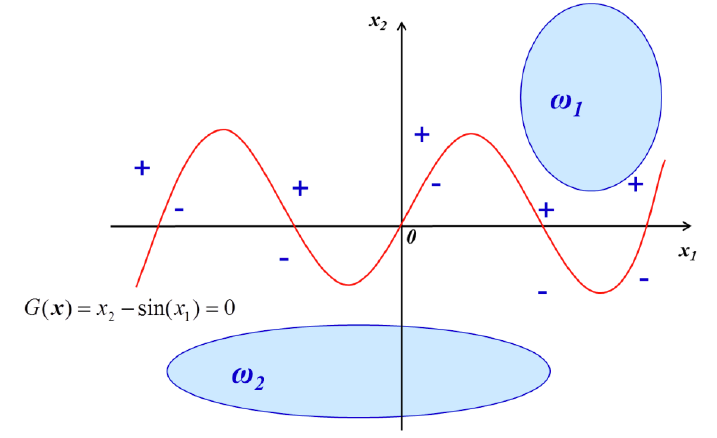 x₂
ω₁
+
+ + - +
- +
0
x₁
- - -
G(x) = x₂ − sin(x₁) = 0
ω₂